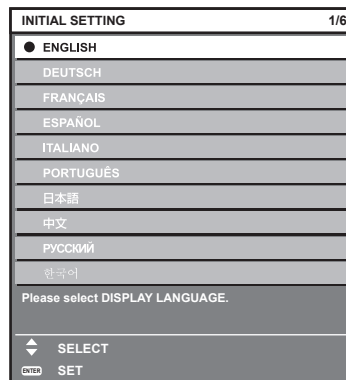 INITIAL SETTING 1/6
ENGLISH
DEUTSCH
FRANÇAIS
ESPAÑOL
ITALIANO
PORTUGUÊS
日本語
中文
РУССКИЙ
한국어
Please select DISPLAY LANGUAGE.
SELECT
ENTER SET